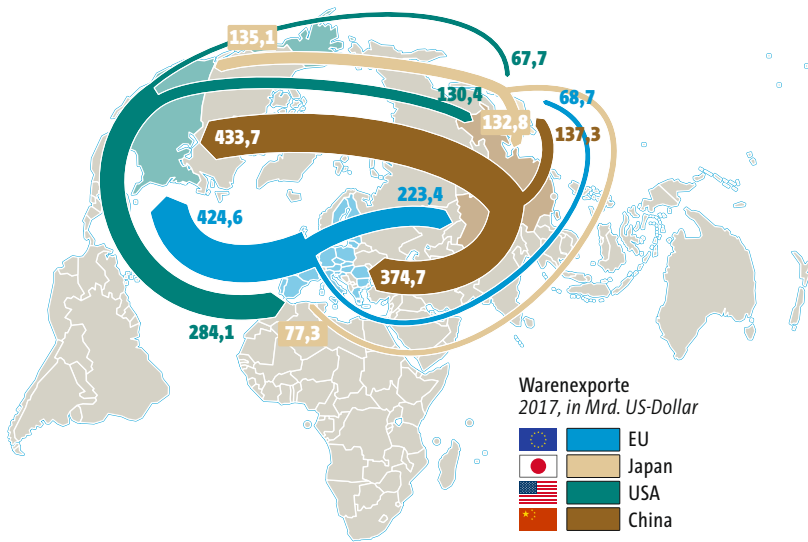 135,1
67,7
130,4
68,7
132,8
137,3
433,7
223,4
424,6
374,7
284,1
77,3
Warenexporte
2017, in Mrd. US-Dollar
EU
Japan
USA
China